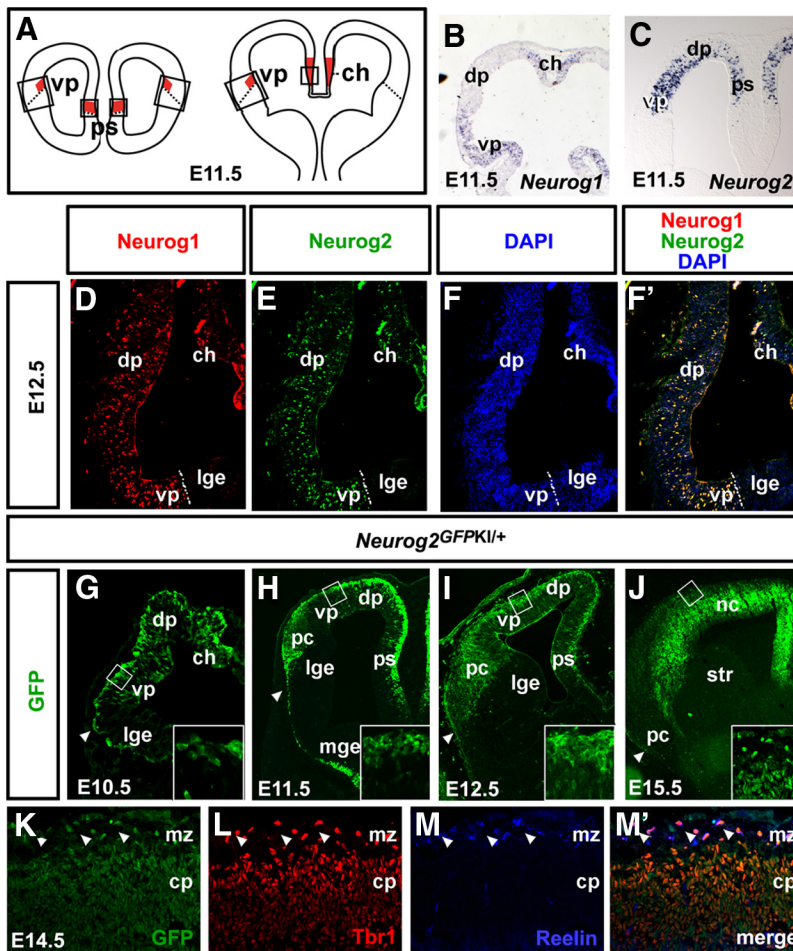 A
vp
ps
vp
ch
E11.5
B
dp
ch
vp
E11.5 Neurog1
C
dp
ps
vp
E11.5 Neurog2
Neurog1
Neurog2
DAPI
Neurog1
Neurog2
DAPI
E12.5
D
dp
ch
vp
lge
E
dp
ch
vp
lge
F
dp
ch
vp
lge
F'
dp
ch
vp
lge
Neurog2GFPKI/+
GFP
G
dp
ch
vp
lge
E10.5
H
dp
vp
pc
lge
ps
mge
E11.5
I
dp
vp
pc
ps
lge
E12.5
J
nc
str
pc
E15.5
K
mz
cp
E14.5 GFP
L
mz
cp
Tbr1
M
mz
cp
Reelin
M'
mz
cp
merge